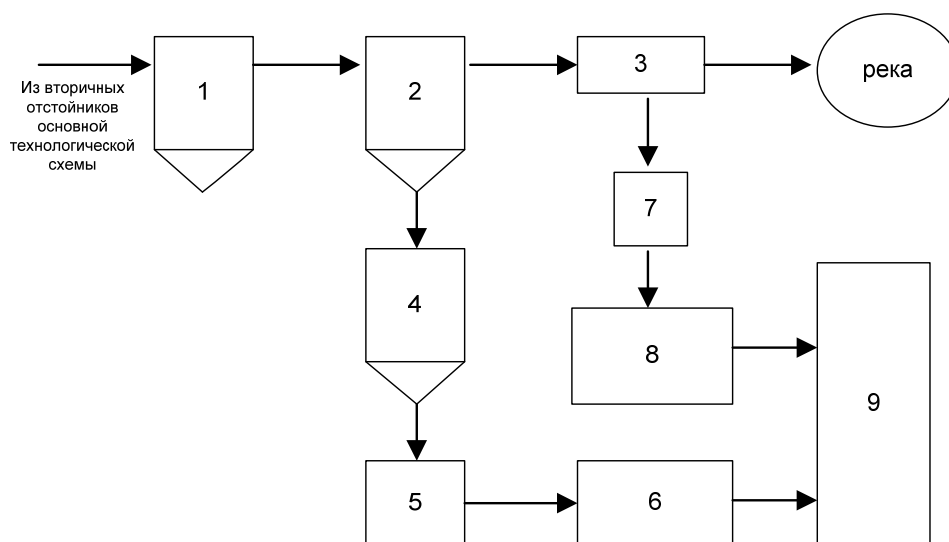 1
2
3
река
Из вторичных
отстойников
основной
технологической
схемы
7
4
8
9
5
6